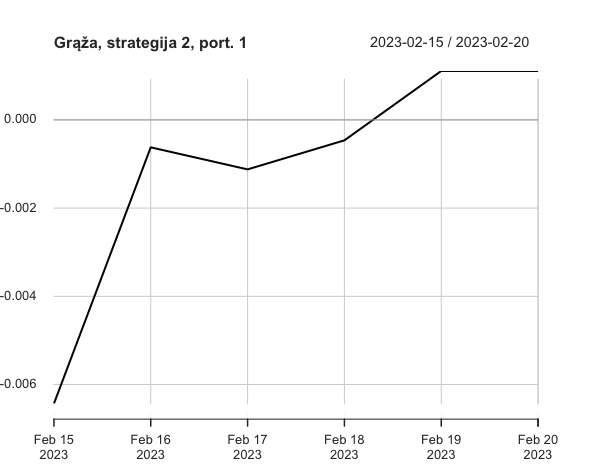 Grąža, strategija 2, port. 1
2023-02-15 / 2023-02-20
0.000
-0.002
-0.004
-0.006
Feb 15 Feb 16 Feb 17 Feb 18 Feb 19 Feb 20
2023 2023 2023 2023 2023 2023